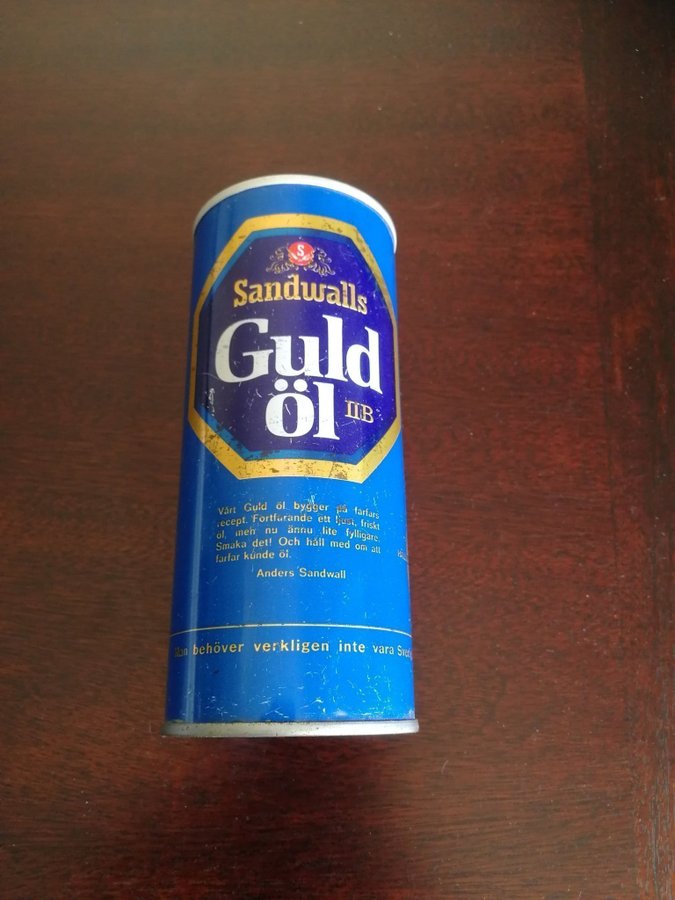 S
Sandwalls
Guld
öl IIB
Vårt Guld öl bygger på farfars
recept. Fortfarande ett ljust, friskt
öl, men nu ännu lite fylligare.
Smaka det! Och håll med om att
farfar kunde öl.
Anders Sandwall
Man behöver verkligen inte vara